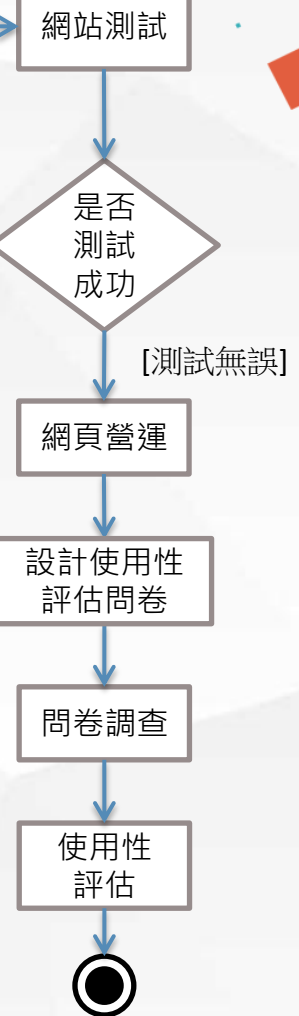 網站測試
是否
測試
成功
[測試無誤]
網頁營運
設計使用性
評估問卷
問卷調查
使用性
評估